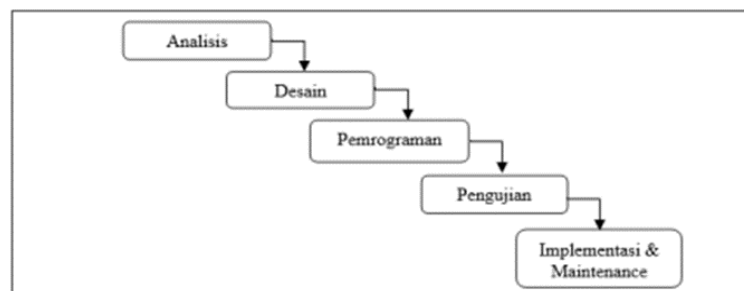 Analisis
Desain
Pemrograman
Pengujian
Implementasi &
Maintenance